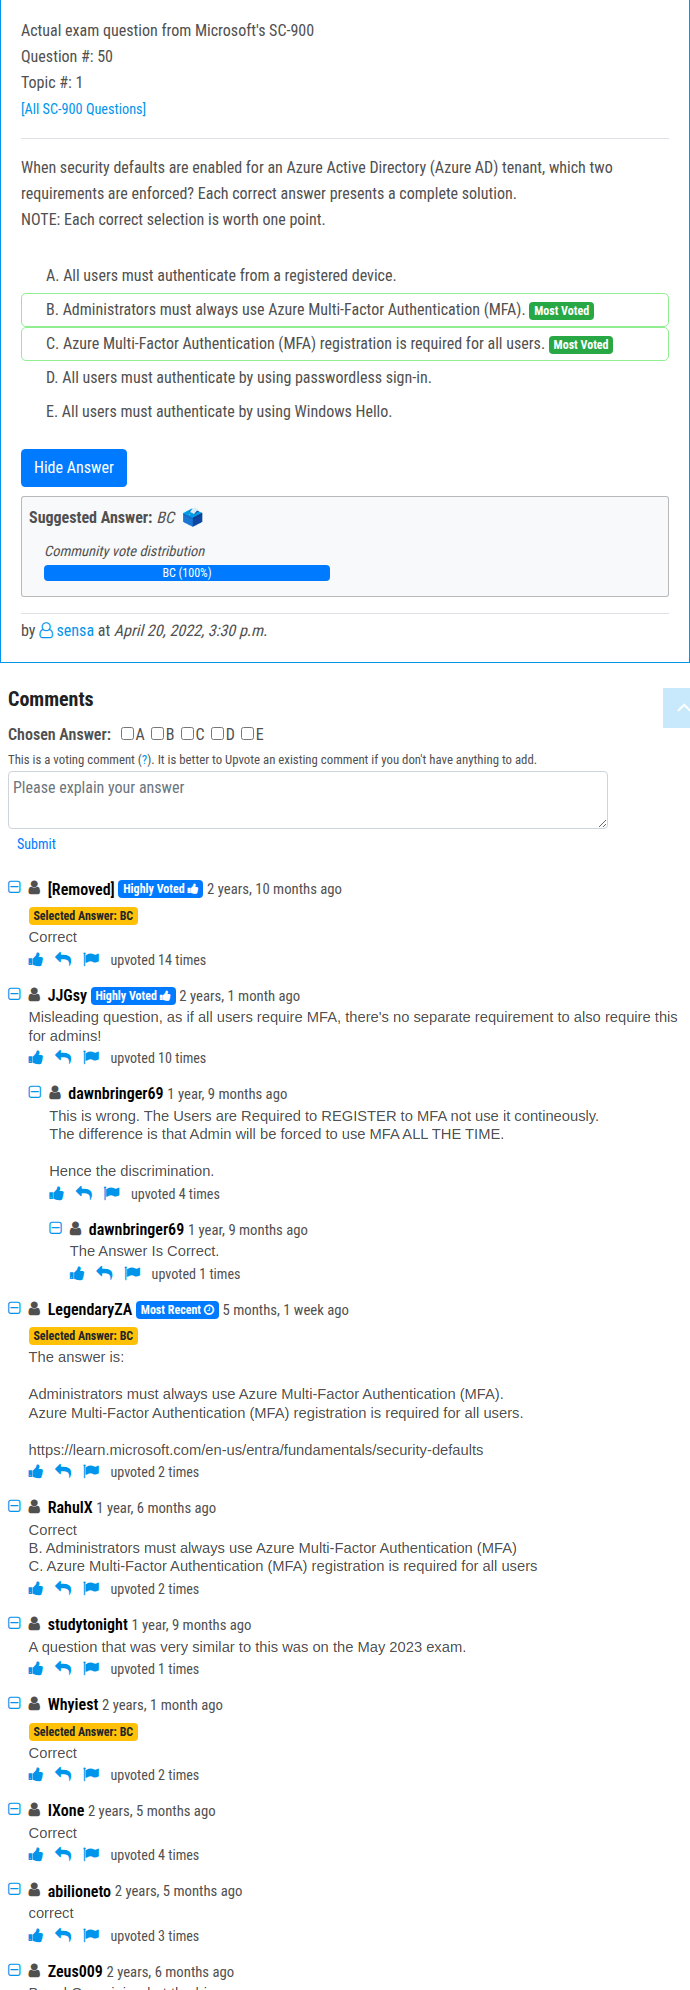 Actual exam question from Microsoft's SC-900
Question #: 50
Topic #: 1
[All SC-900 Questions]
When security defaults are enabled for an Azure Active Directory (Azure AD) tenant, which two
requirements are enforced? Each correct answer presents a complete solution.
NOTE: Each correct selection is worth one point.
A. All users must authenticate from a registered device.
B. Administrators must always use Azure Multi-Factor Authentication (MFA). Most Voted
C. Azure Multi-Factor Authentication (MFA) registration is required for all users. Most Voted
D. All users must authenticate by using passwordless sign-in.
E. All users must authenticate by using Windows Hello.
Hide Answer
Suggested Answer: BC
Community vote distribution
BC (100%)
by sensa at April 20, 2022, 3:30 p.m.
Comments
Chosen Answer: A B C D E
This is a voting comment (?). It is better to Upvote an existing comment if you don't have anything to add.
Please explain your answer
Submit
[Removed] Highly Voted 2 years, 10 months ago
Selected Answer: BC
Correct
upvoted 14 times
JJGsy Highly Voted 2 years, 1 month ago
Misleading question, as if all users require MFA, there's no separate requirement to also require this
for admins!
upvoted 10 times
dawnbringer69 1 year, 9 months ago
This is wrong. The Users are Required to REGISTER to MFA not use it contineously.
The difference is that Admin will be forced to use MFA ALL THE TIME.
Hence the discrimination.
upvoted 4 times
dawnbringer69 1 year, 9 months ago
The Answer Is Correct.
upvoted 1 times
LegendaryZA Most Recent 5 months, 1 week ago
Selected Answer: BC
The answer is:
Administrators must always use Azure Multi-Factor Authentication (MFA).
Azure Multi-Factor Authentication (MFA) registration is required for all users.
https://learn.microsoft.com/en-us/entra/fundamentals/security-defaults
upvoted 2 times
RahulX 1 year, 6 months ago
Correct
B. Administrators must always use Azure Multi-Factor Authentication (MFA)
C. Azure Multi-Factor Authentication (MFA) registration is required for all users
upvoted 2 times
studytonight 1 year, 9 months ago
A question that was very similar to this was on the May 2023 exam.
upvoted 1 times
Whyiest 2 years, 1 month ago
Selected Answer: BC
Correct
upvoted 2 times
IXone 2 years, 5 months ago
Correct
upvoted 4 times
abilioneto 2 years, 5 months ago
correct
upvoted 3 times
Zeus009 2 years, 6 months ago